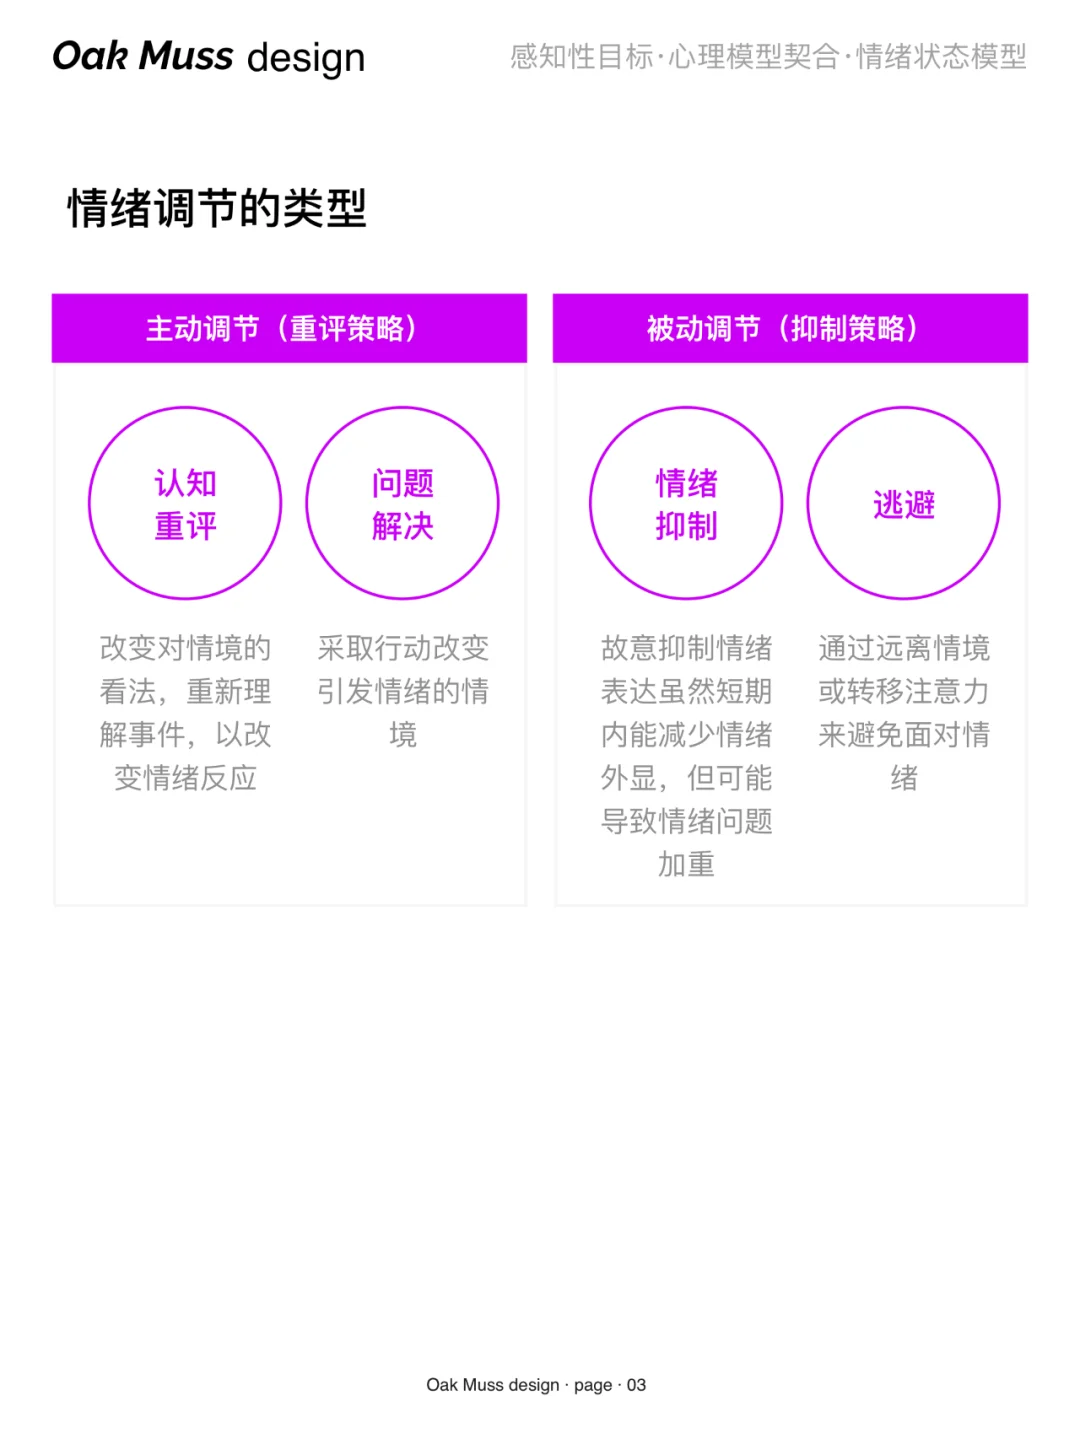 Oak Muss design
感知性目标·心理模型契合·情绪状态模型
情绪调节的类型
主动调节（重评策略）
认知
重评
改变对情境的
看法，重新理
解事件，以改
变情绪反应
问题
解决
采取行动改变
引发情绪的情
境
被动调节（抑制策略）
情绪
抑制
故意抑制情绪
表达虽然短期
内能减少情绪
外显，但可能
导致情绪问题
加重
逃避
通过远离情境
或转移注意力
来避免面对情
绪
Oak Muss design · page · 03